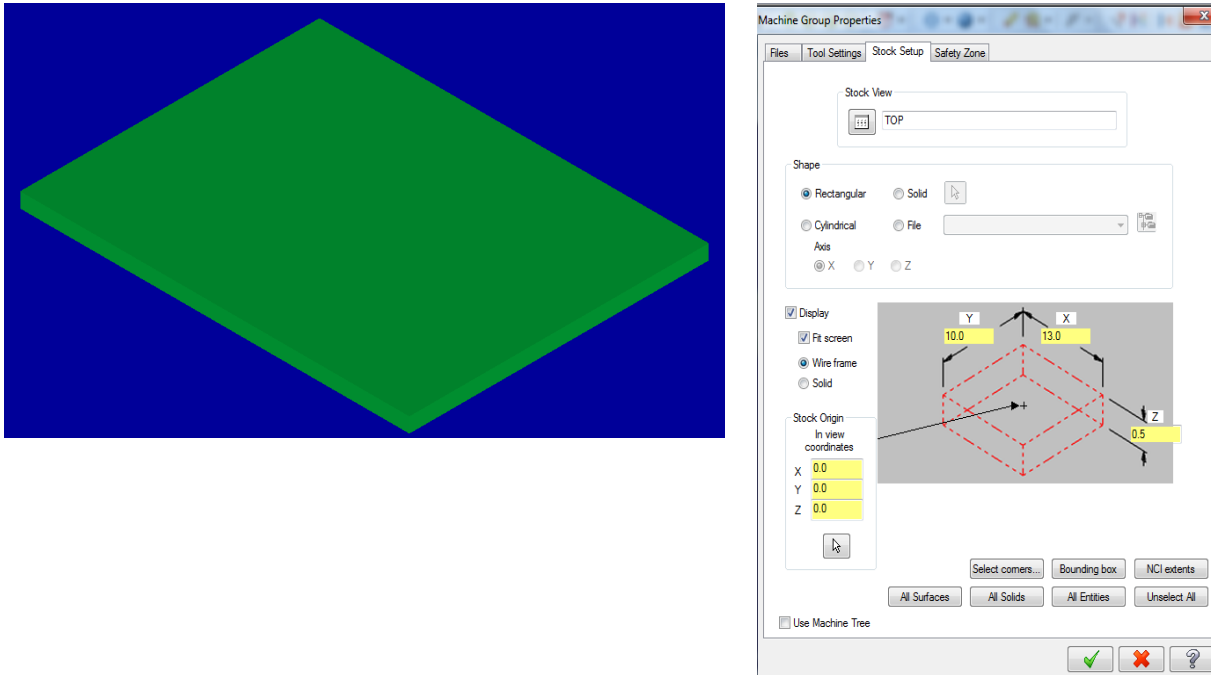 Machine Group Properties
Files Tool Settings Stock Setup Safety Zone
Stock View
TOP
Shape
Rectangular Solid
Cylindrical File
Axis
X Y Z
Display
Fit screen
Wire frame
Solid
Y X
10.0 13.0
Z
0.5
Stock Origin
In view
coordinates
X 0.0
Y 0.0
Z 0.0
Select corners... Bounding box NCI extents
All Surfaces All Solids All Entities Unselect All
Use Machine Tree